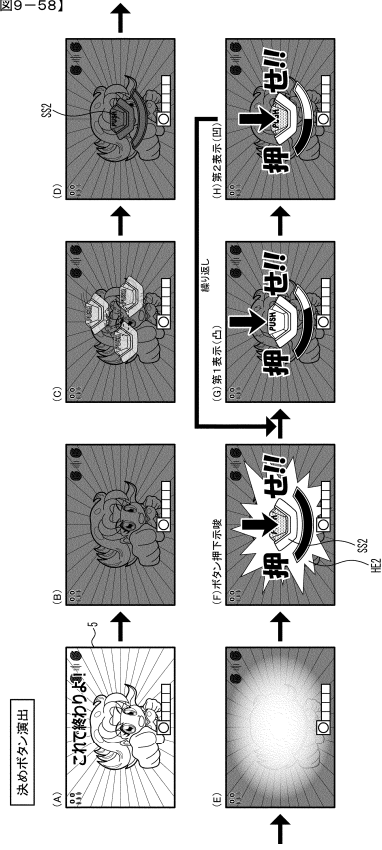 図9－58】
決めボタン演出
(A)
これで終わりよ!
5
(B)
(C)
(D)
SS2
PUSH
(E)
(F)ボタン押下示唆
押せ!!
SS2
HE2
(G)第1表示(凸)
押せ!!
PUSH
繰り返し
(H)第2表示(凹)
押せ!!
PUSH